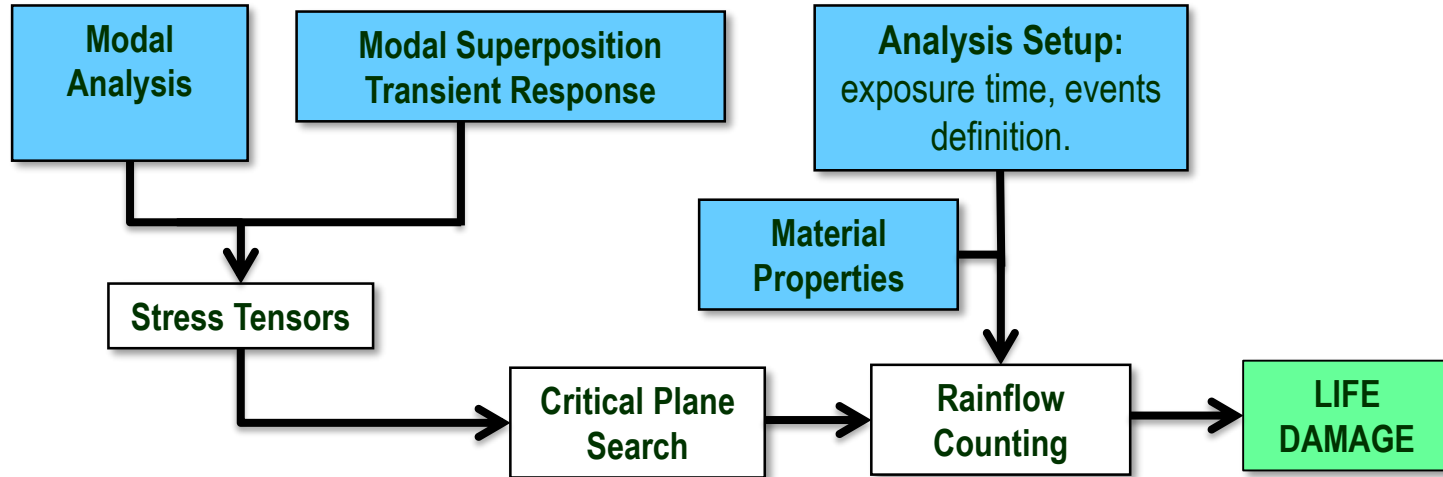 Modal
Analysis
Modal Superposition
Transient Response
Analysis Setup:
exposure time, events
definition.
Material
Properties
Stress Tensors
Critical Plane
Search
Rainflow
Counting
LIFE
DAMAGE